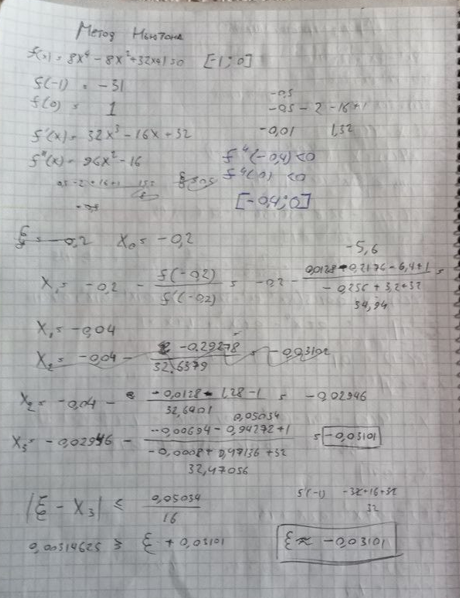 Метод Ньютона
f(x) = 8x⁴ - 8x² + 32x + 1 = 0 [-1; 0]
f(-1) = -31
f(0) = 1
-0,5
-0,5 - 2 - 16 + 1
f'(x) = 32x³ - 16x + 32
-0,01 1,32
f''(x) = 96x² - 16
f''(-0,4) < 0
f''(0) < 0
[-0,4; 0]
= -0,2 x₀ = -0,2
-5,6
x₁ = -0,2 - f(-0,2) / f'(-0,2) = -0,2 - 0,0128 - 0,2176 - 6,4 + 1 / -0,256 + 3,2 + 32 =
34,94
x₁ = -0,04
x₂ = -0,04 - -0,29278 / 32,6379 = -0,03102
x₂ = -0,04 - -0,0128 - 1,28 - 1 / 32,6401 = -0,02946
0,05034
x₃ = -0,02946 - -0,00694 - 0,94272 + 1 / -0,0008 + 0,47136 + 32 = -0,03101
32,47056
|ξ - x₃| ≤ 0,05034 / 16
f'(-1) -32 + 16 + 32
32
0,00314625 ≤ ξ + 0,03101
ξ ≈ -0,03101